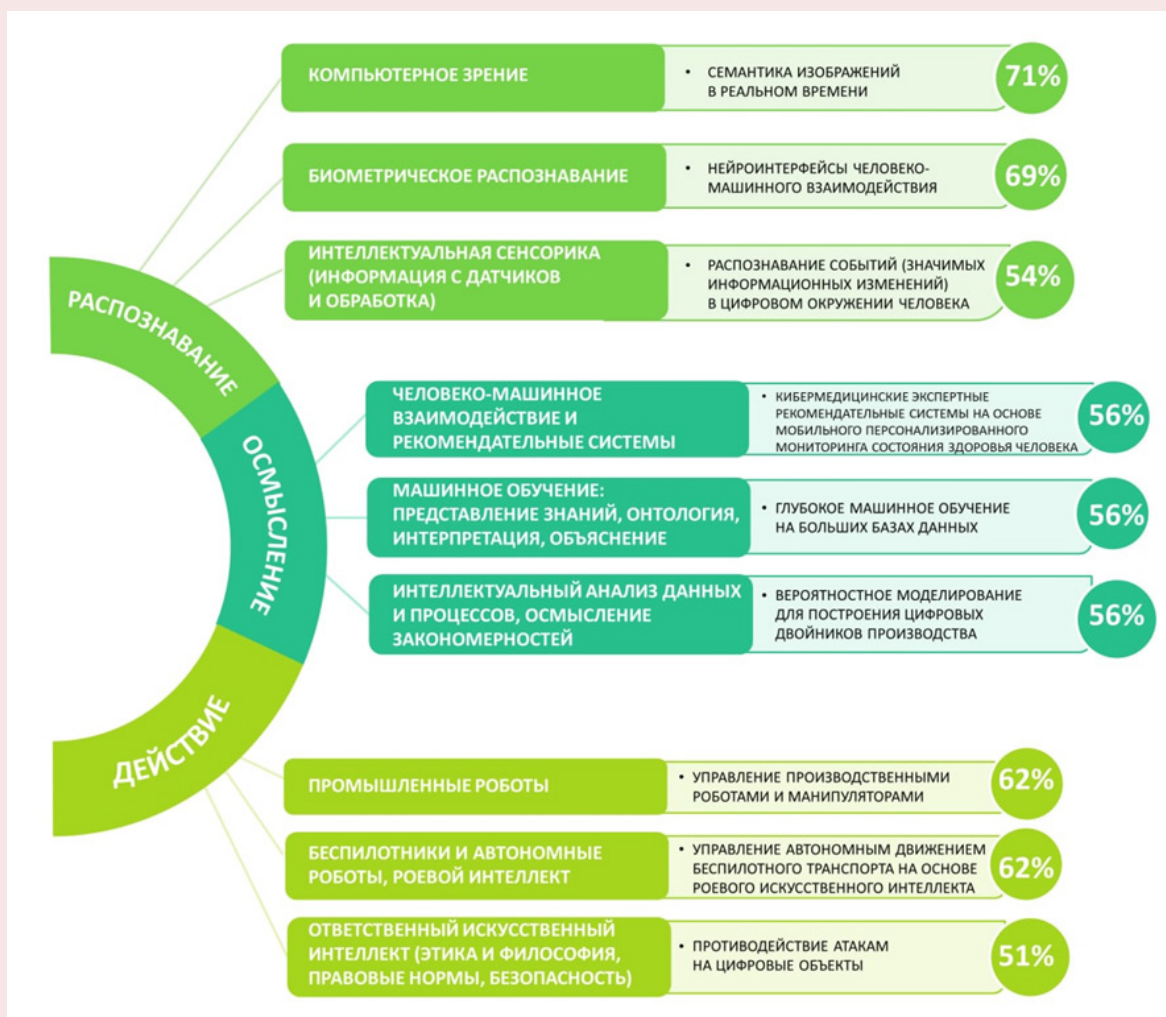 РАСПОЗНАВАНИЕ
КОМПЬЮТЕРНОЕ ЗРЕНИЕ
• СЕМАНТИКА ИЗОБРАЖЕНИЙ
В РЕАЛЬНОМ ВРЕМЕНИ
71%
БИОМЕТРИЧЕСКОЕ РАСПОЗНАВАНИЕ
• НЕЙРОИНТЕРФЕЙСЫ ЧЕЛОВЕКО-
МАШИННОГО ВЗАИМОДЕЙСТВИЯ
69%
ИНТЕЛЛЕКТУАЛЬНАЯ СЕНСОРИКА
(ИНФОРМАЦИЯ С ДАТЧИКОВ
И ОБРАБОТКА)
• РАСПОЗНАВАНИЕ СОБЫТИЙ (ЗНАЧИМЫХ
ИНФОРМАЦИОННЫХ ИЗМЕНЕНИЙ)
В ЦИФРОВОМ ОКРУЖЕНИИ ЧЕЛОВЕКА
54%
ОСМЫСЛЕНИЕ
ЧЕЛОВЕКО-МАШИННОЕ
ВЗАИМОДЕЙСТВИЕ И
РЕКОМЕНДАТЕЛЬНЫЕ СИСТЕМЫ
• КИБЕРМЕДИЦИНСКИЕ ЭКСПЕРТНЫЕ
РЕКОМЕНДАТЕЛЬНЫЕ СИСТЕМЫ НА ОСНОВЕ
МОБИЛЬНОГО ПЕРСОНАЛИЗИРОВАННОГО
МОНИТОРИНГА СОСТОЯНИЯ ЗДОРОВЬЯ ЧЕЛОВЕКА
56%
МАШИННОЕ ОБУЧЕНИЕ:
ПРЕДСТАВЛЕНИЕ ЗНАНИЙ, ОНТОЛОГИЯ,
ИНТЕРПРЕТАЦИЯ, ОБЪЯСНЕНИЕ
• ГЛУБОКОЕ МАШИННОЕ ОБУЧЕНИЕ
НА БОЛЬШИХ БАЗАХ ДАННЫХ
56%
ИНТЕЛЛЕКТУАЛЬНЫЙ АНАЛИЗ ДАННЫХ
И ПРОЦЕССОВ, ОСМЫСЛЕНИЕ
ЗАКОНОМЕРНОСТЕЙ
• ВЕРОЯТНОСТНОЕ МОДЕЛИРОВАНИЕ
ДЛЯ ПОСТРОЕНИЯ ЦИФРОВЫХ
ДВОЙНИКОВ ПРОИЗВОДСТВА
56%
ДЕЙСТВИЕ
ПРОМЫШЛЕННЫЕ РОБОТЫ
• УПРАВЛЕНИЕ ПРОИЗВОДСТВЕННЫМИ
РОБОТАМИ И МАНИПУЛЯТОРАМИ
62%
БЕСПИЛОТНИКИ И АВТОНОМНЫЕ
РОБОТЫ, РОЕВОЙ ИНТЕЛЛЕКТ
• УПРАВЛЕНИЕ АВТОНОМНЫМ ДВИЖЕНИЕМ
БЕСПИЛОТНОГО ТРАНСПОРТА НА ОСНОВЕ
РОЕВОГО ИСКУССТВЕННОГО ИНТЕЛЛЕКТА
62%
ОТВЕТСТВЕННЫЙ ИСКУССТВЕННЫЙ
ИНТЕЛЛЕКТ (ЭТИКА И ФИЛОСОФИЯ,
ПРАВОВЫЕ НОРМЫ, БЕЗОПАСНОСТЬ)
• ПРОТИВОДЕЙСТВИЕ АТАКАМ
НА ЦИФРОВЫЕ ОБЪЕКТЫ
51%